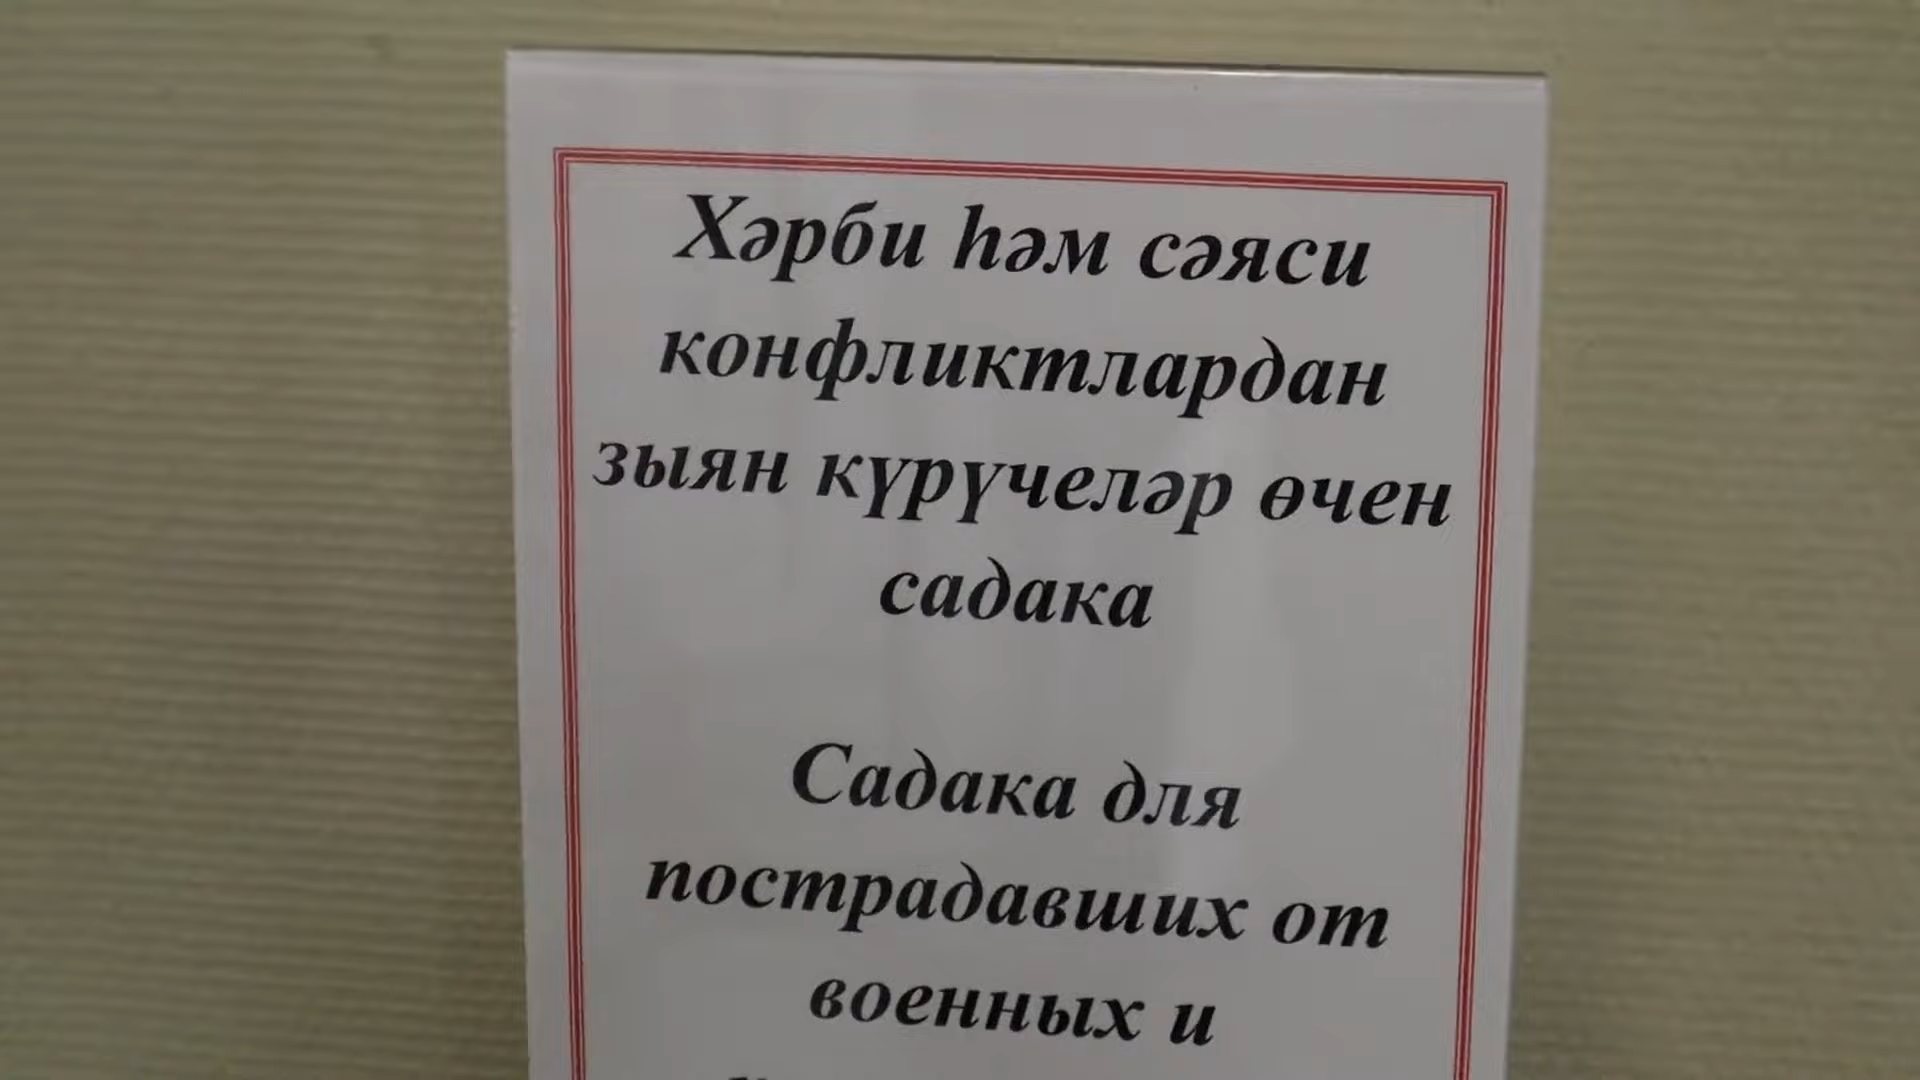 Хәрби һәм сәяси
конфликтлардан
зыян күрүчеләр өчен
садака
Садака для
пострадавших от
военных и